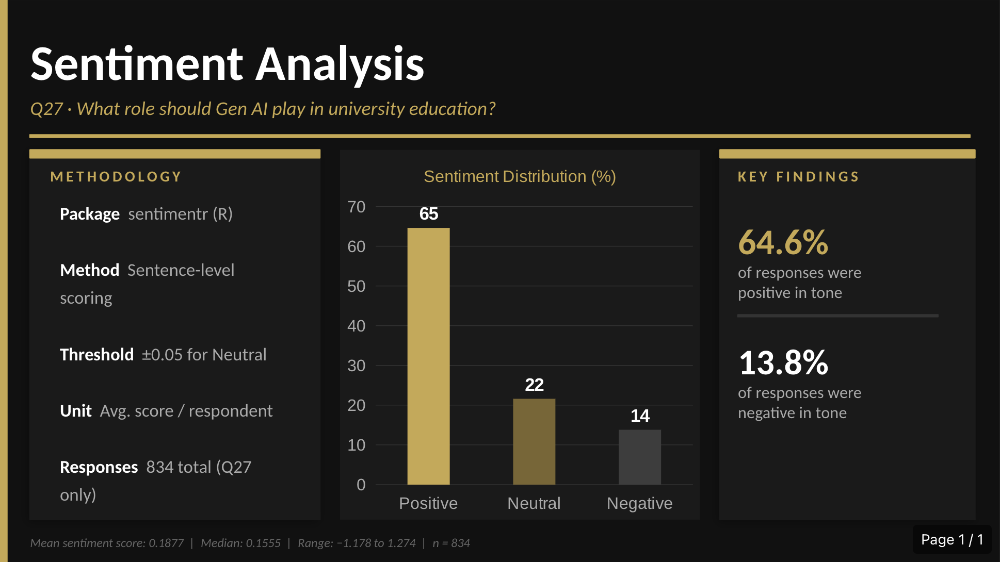 Sentiment Analysis
Q27 · What role should Gen AI play in university education?
METHODOLOGY
Package sentimentr (R)
Method Sentence-level
scoring
Threshold ±0.05 for Neutral
Unit Avg. score / respondent
Responses 834 total (Q27
only)
Sentiment Distribution (%)
70
60
50
40
30
20
10
0
65
22
14
Positive
Neutral
Negative
KEY FINDINGS
64.6%
of responses were
positive in tone
13.8%
of responses were
negative in tone
Mean sentiment score: 0.1877 | Median: 0.1555 | Range: −1.178 to 1.274 | n = 834
Page 1 / 1